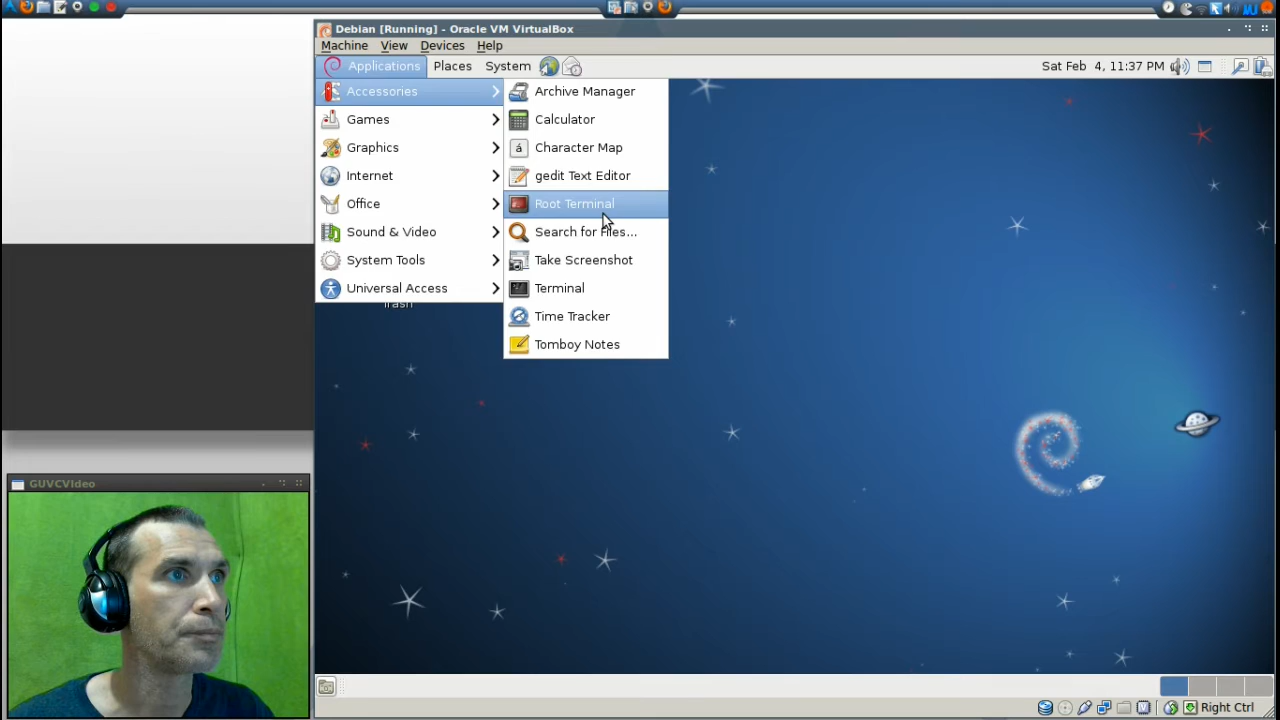 Debian [Running] - Oracle VM VirtualBox
Machine View Devices Help
Applications Places System
Sat Feb 4, 11:37 PM
Accessories
Games
Graphics
Internet
Office
Sound & Video
System Tools
Universal Access
Archive Manager
Calculator
á Character Map
gedit Text Editor
Root Terminal
Search for Files...
Take Screenshot
Terminal
Time Tracker
Tomboy Notes
Trash
GUVCVideo
Right Ctrl